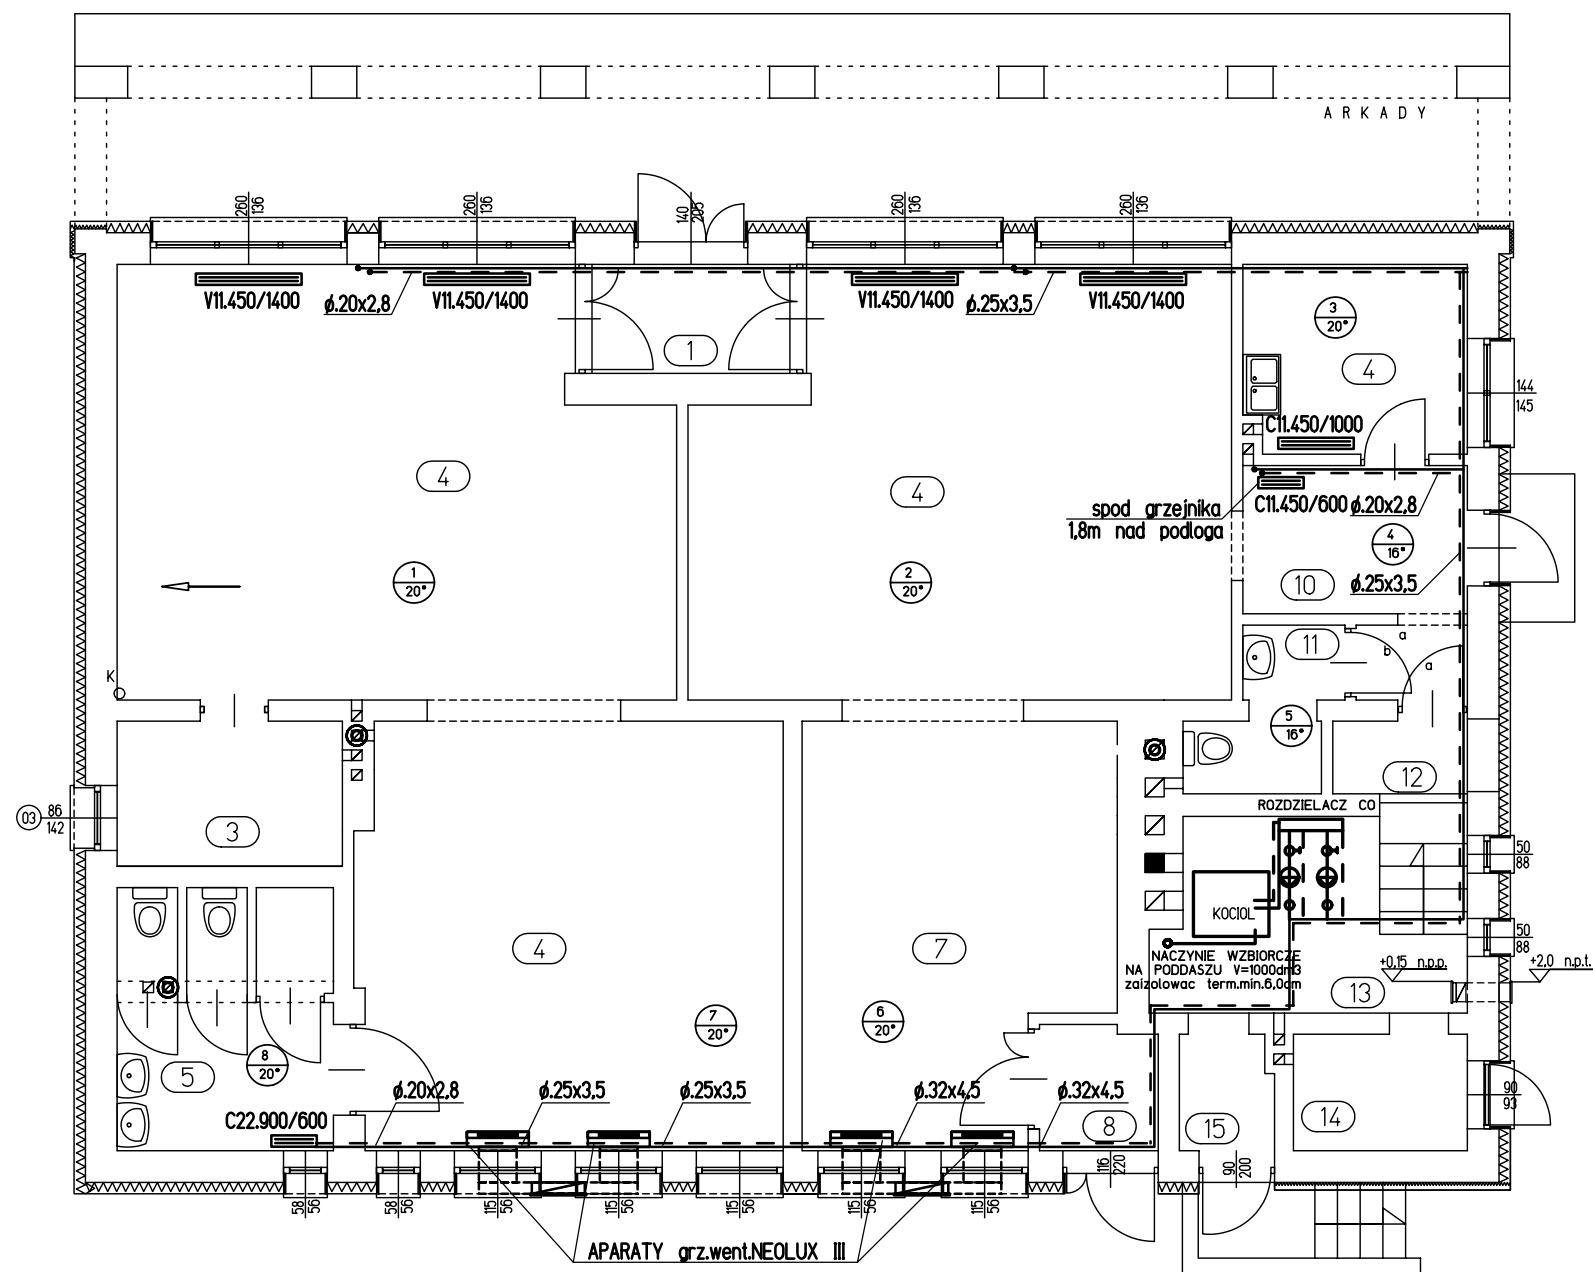 A R K A D Y
260
136
260
136
140
205
260
136
260
136
V11.450/1400
ø.20x2,8
V11.450/1400
V11.450/1400
ø.25x3,5
V11.450/1400
1
3
20°
4
144
145
C11.450/1000
4
4
spod grzejnika
1,8m nad podloga
C11.450/600
ø.20x2,8
4
16°
1
20°
2
20°
10
ø.25x3,5
11
a
b
a
K
5
16°
12
ROZDZIELACZ CO
03
86
142
3
50
88
KOCIOL
4
7
50
88
NACZYNIE WZBIORCZE
NA PODDASZU V=1000dm3
zaizolowac term.min.6,0cm
+0,15 n.p.p.
+2,0 n.p.t.
13
7
20°
6
20°
8
20°
5
ø.20x2,8
ø.25x3,5
ø.25x3,5
ø.32x4,5
ø.32x4,5
90
93
C22.900/600
8
15
14
58
56
58
56
115
56
115
56
115
56
115
56
115
56
116
220
90
200
APARATY grz.went.NEOLUX III